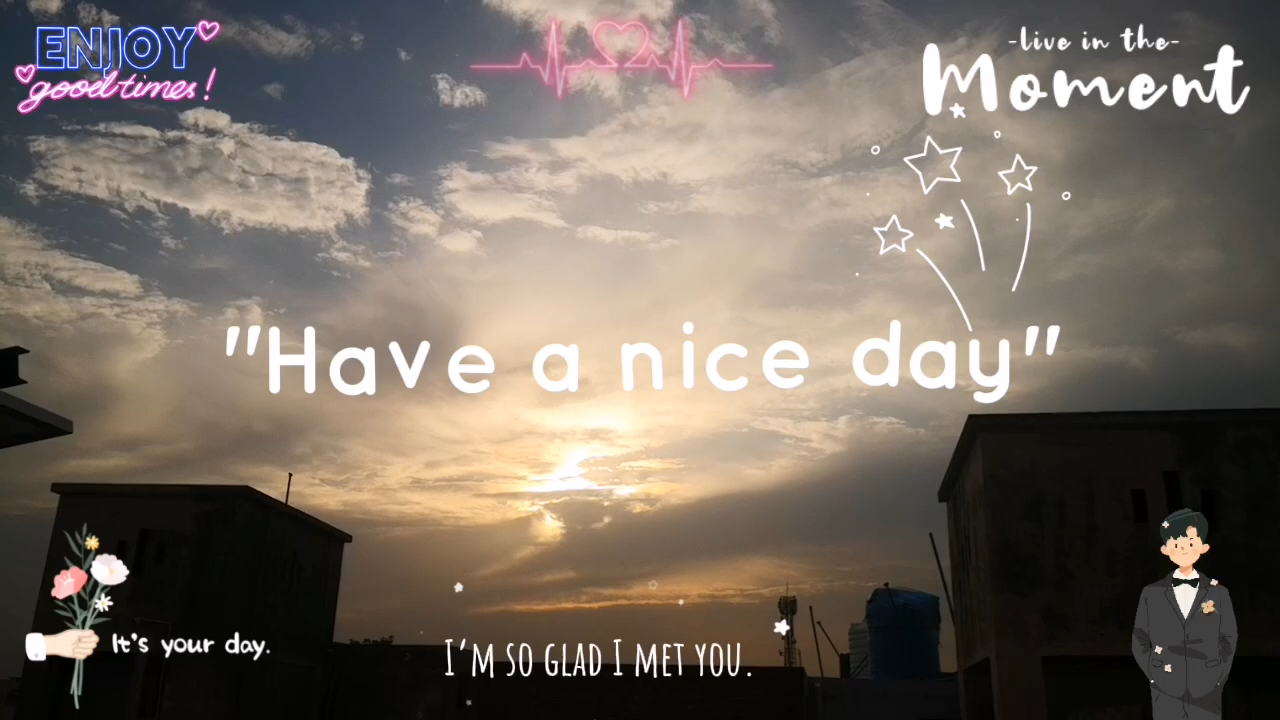 ENJOY
good times!
-live in the-
Moment
"Have a nice day"
It's your day.
I'M SO GLAD I MET YOU.